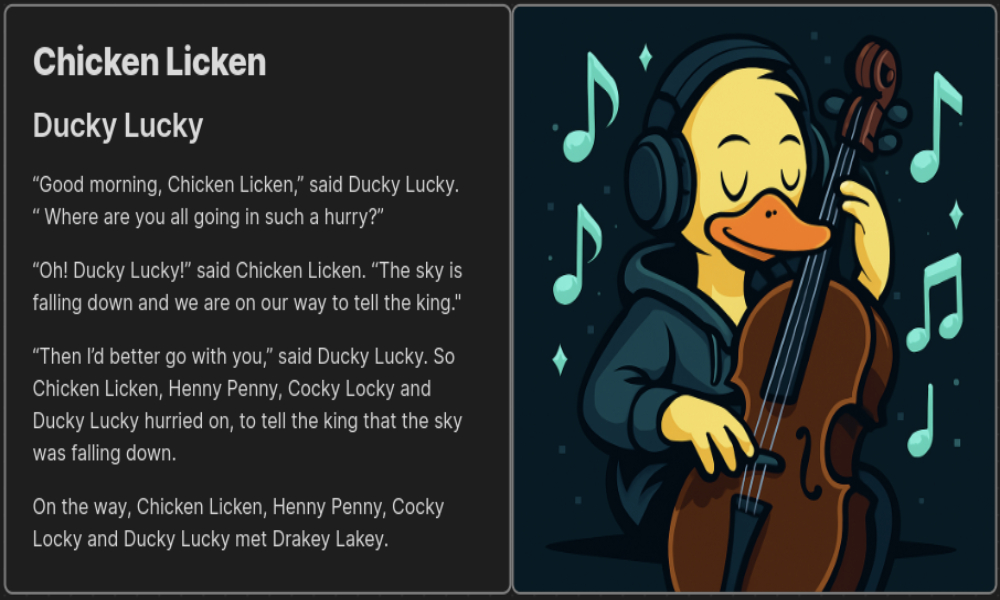 Chicken Licken
Ducky Lucky
“Good morning, Chicken Licken,” said Ducky Lucky.
“ Where are you all going in such a hurry?”
“Oh! Ducky Lucky!” said Chicken Licken. “The sky is
falling down and we are on our way to tell the king."
“Then I’d better go with you,” said Ducky Lucky. So
Chicken Licken, Henny Penny, Cocky Locky and
Ducky Lucky hurried on, to tell the king that the sky
was falling down.
On the way, Chicken Licken, Henny Penny, Cocky
Locky and Ducky Lucky met Drakey Lakey.